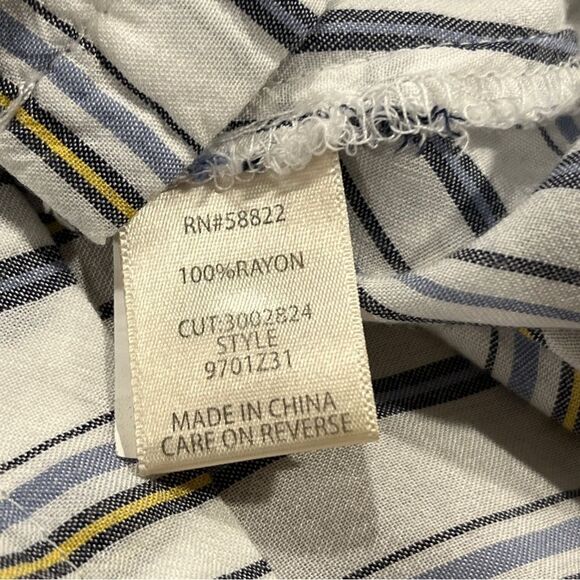 RN#58822
100%RAYON
CUT:3002824
STYLE
9701Z31
MADE IN CHINA
CARE ON REVERSE